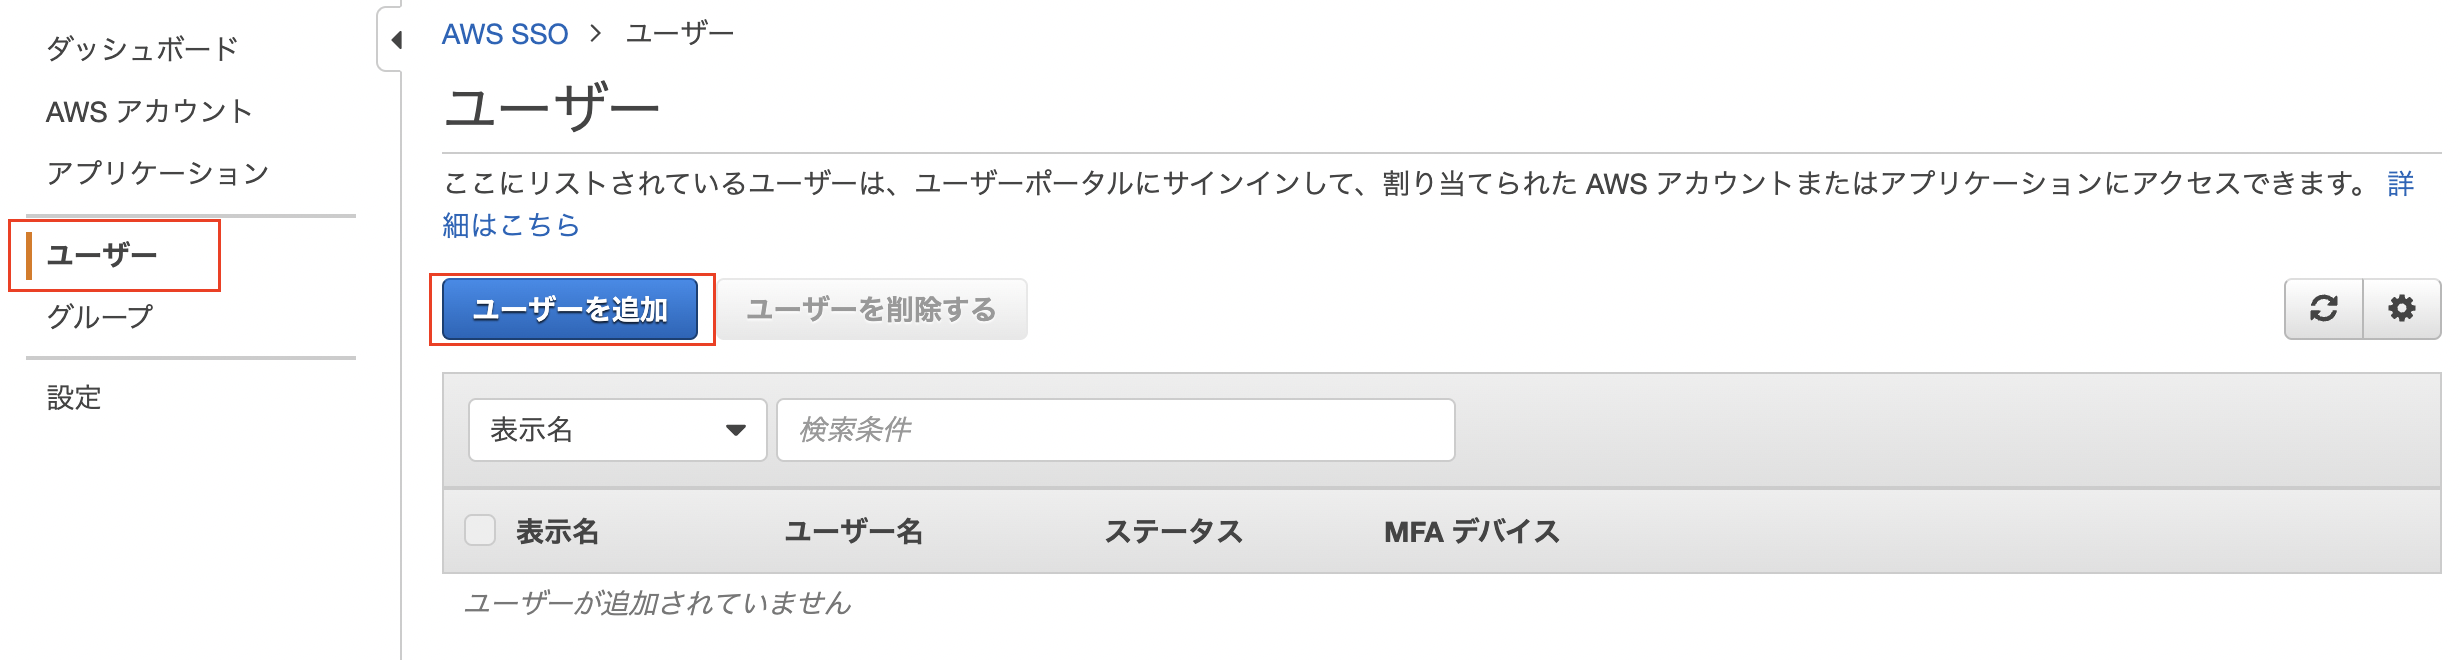 ダッシュボード
AWS アカウント
アプリケーション
ユーザー
グループ
設定
AWS SSO > ユーザー
ユーザー
ここにリストされているユーザーは、ユーザーポータルにサインインして、割り当てられた AWS アカウントまたはアプリケーションにアクセスできます。 詳
細はこちら
ユーザーを追加 ユーザーを削除する
表示名 検索条件
表示名 ユーザー名 ステータス MFA デバイス
ユーザーが追加されていません